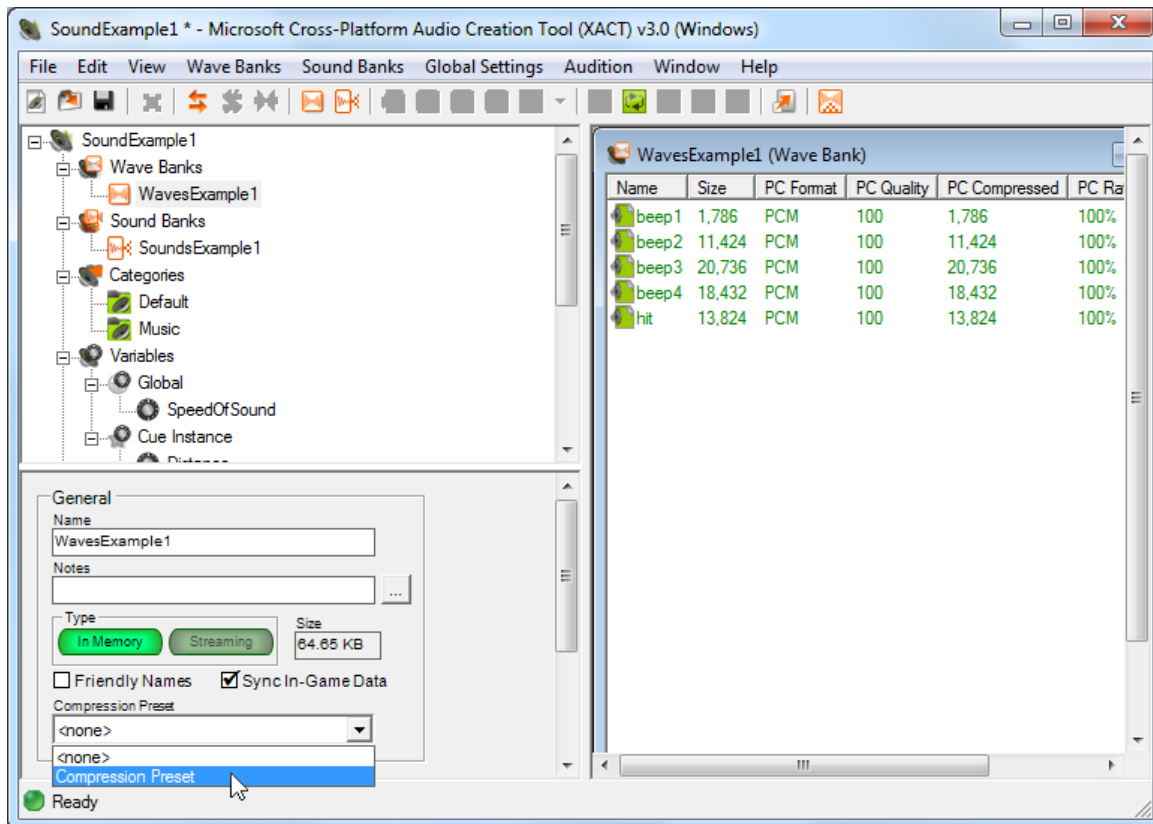 SoundExample1 * - Microsoft Cross-Platform Audio Creation Tool (XACT) v3.0 (Windows)
File Edit View Wave Banks Sound Banks Global Settings Audition Window Help
SoundExample1
Wave Banks
WavesExample1
Sound Banks
SoundsExample1
Categories
Default
Music
Variables
Global
SpeedOfSound
Cue Instance
Distance
WavesExample1 (Wave Bank)
Name Size PC Format PC Quality PC Compressed PC Ra
beep1 1,786 PCM 100 1,786 100%
beep2 11,424 PCM 100 11,424 100%
beep3 20,736 PCM 100 20,736 100%
beep4 18,432 PCM 100 18,432 100%
hit 13,824 PCM 100 13,824 100%
General
Name
WavesExample1
Notes
...
Type
In Memory Streaming
Size
64.65 KB
Friendly Names Sync In-Game Data
Compression Preset
<none>
<none>
Compression Preset
Ready